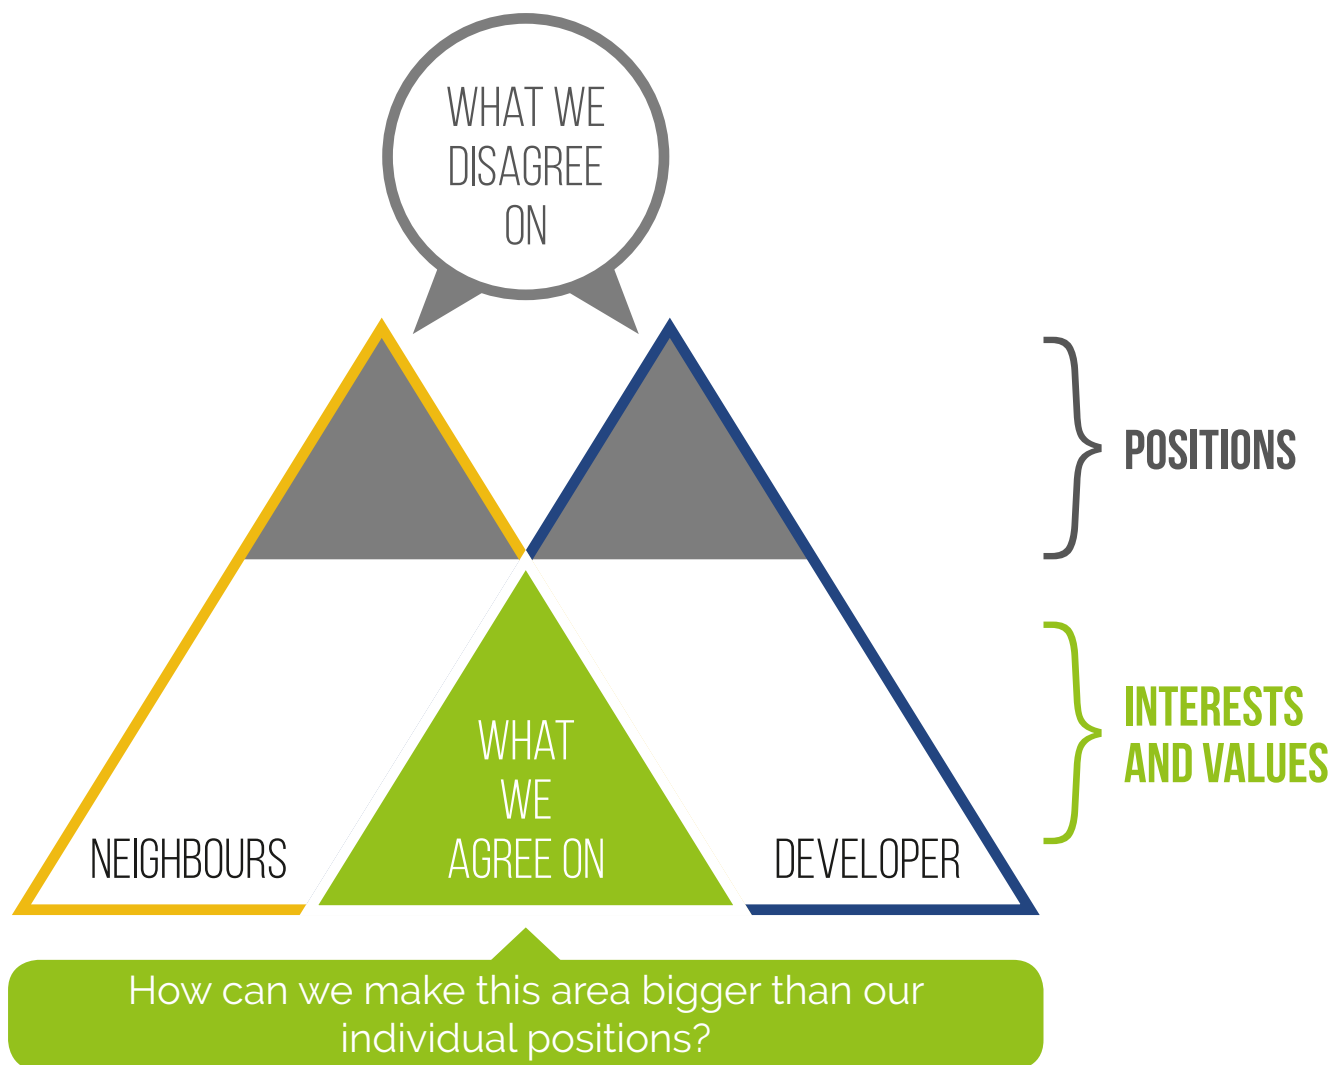 WHAT WE
DISAGREE
ON
POSITIONS
INTERESTS
AND VALUES
WHAT
WE
AGREE ON
NEIGHBOURS
DEVELOPER
How can we make this area bigger than our
individual positions?